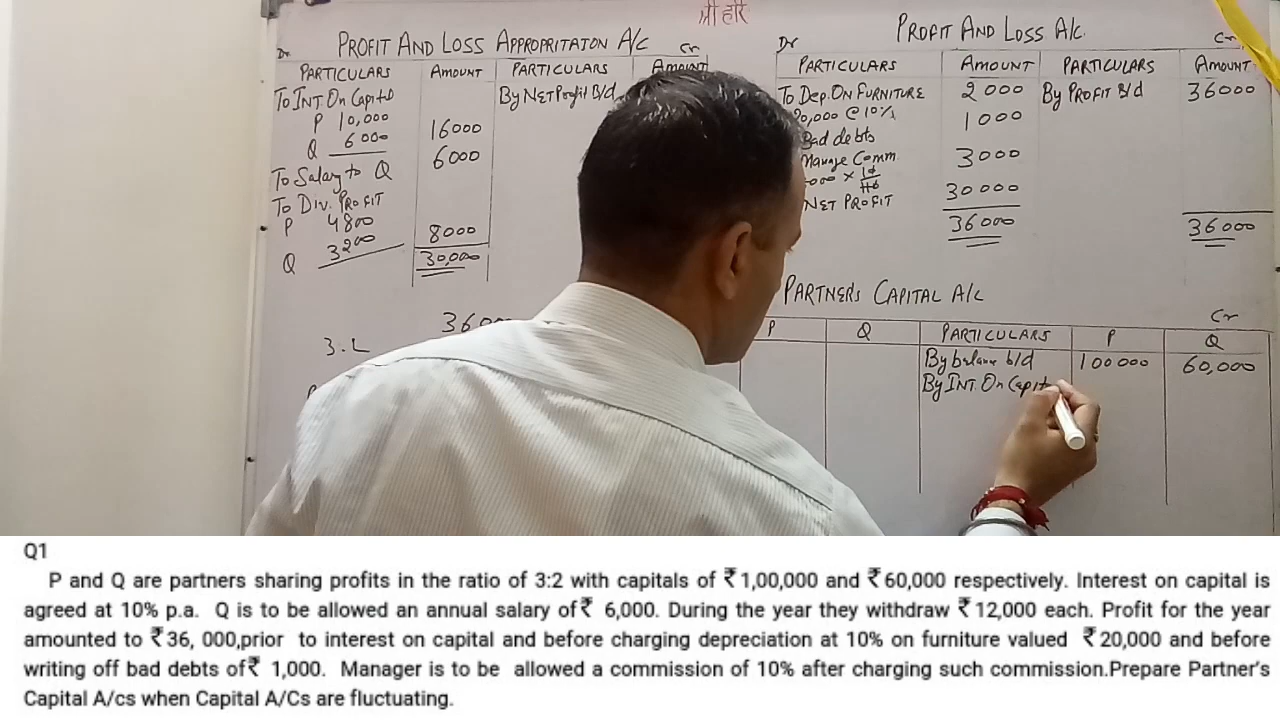 श्री हरि
Dr PROFIT AND LOSS APPROPRITATON A/C Cr
PARTICULARS AMOUNT PARTICULARS Amount
To INT On Capital By NET Profit B/d
P 10,000
Q 6000 16000
To Salary to Q 6000
To Div. PROFIT
P 4800
Q 3200 8000
30,000
3:2
Dr PROFIT AND LOSS A/c. Cr
PARTICULARS AMOUNT PARTICULARS AMOUNT
To Dep. ON FURNITURE 2000 By PROFIT B/d 36000
@ 10%
Bad debts 1000
Manage Comm. 3000
NET PROFIT 30000
36000 36000
PARTNERS CAPITAL A/C
Cr
P Q PARTICULARS P Q
By balance b/d 100000 60,000
By INT On Capit
Q1
P and Q are partners sharing profits in the ratio of 3:2 with capitals of ₹1,00,000 and ₹60,000 respectively. Interest on capital is
agreed at 10% p.a. Q is to be allowed an annual salary of₹ 6,000. During the year they withdraw ₹12,000 each. Profit for the year
amounted to ₹36, 000,prior to interest on capital and before charging depreciation at 10% on furniture valued ₹20,000 and before
writing off bad debts of₹ 1,000. Manager is to be allowed a commission of 10% after charging such commission.Prepare Partner's
Capital A/cs when Capital A/Cs are fluctuating.